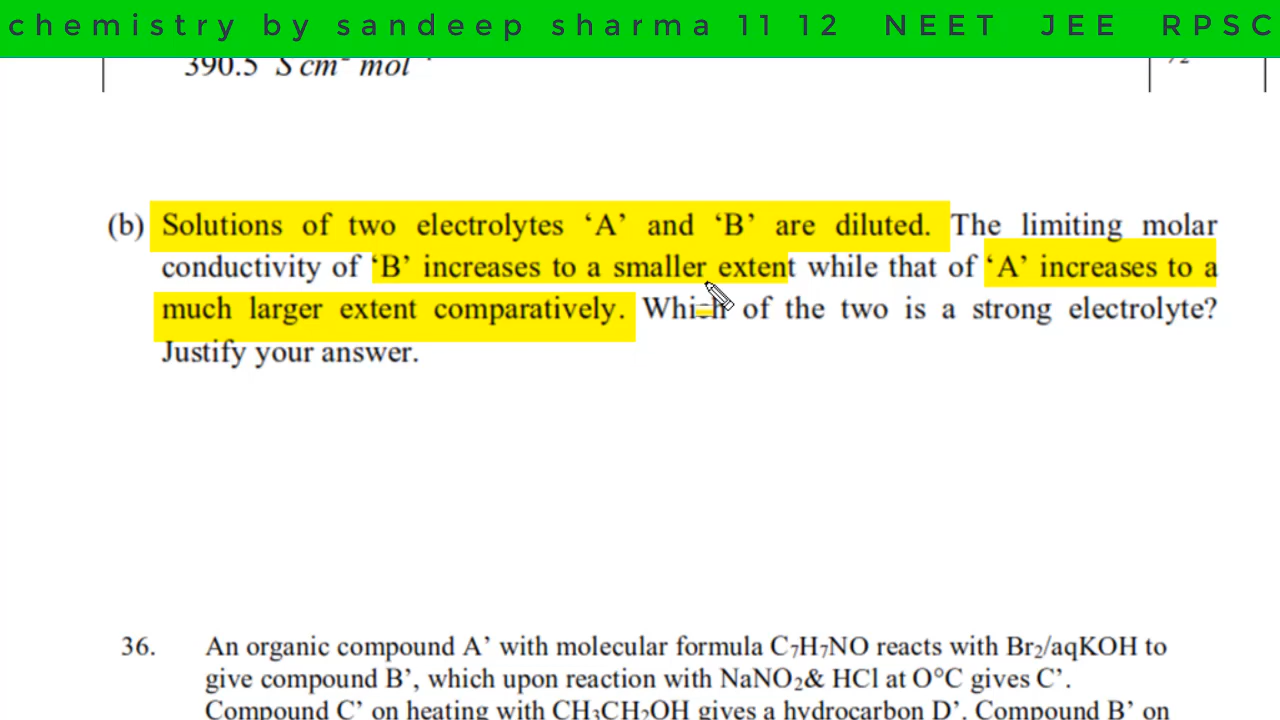 chemistry by sandeep sharma 11 12 NEET JEE RPSC
390.5 S cm² mol⁻¹
(b) Solutions of two electrolytes ‘A’ and ‘B’ are diluted. The limiting molar
conductivity of ‘B’ increases to a smaller extent while that of ‘A’ increases to a
much larger extent comparatively. Which of the two is a strong electrolyte?
Justify your answer.
36. An organic compound A’ with molecular formula C₇H₇NO reacts with Br₂/aqKOH to
give compound B’, which upon reaction with NaNO₂& HCl at O°C gives C’.
Compound C’ on heating with CH₃CH₂OH gives a hydrocarbon D’. Compound B’ on